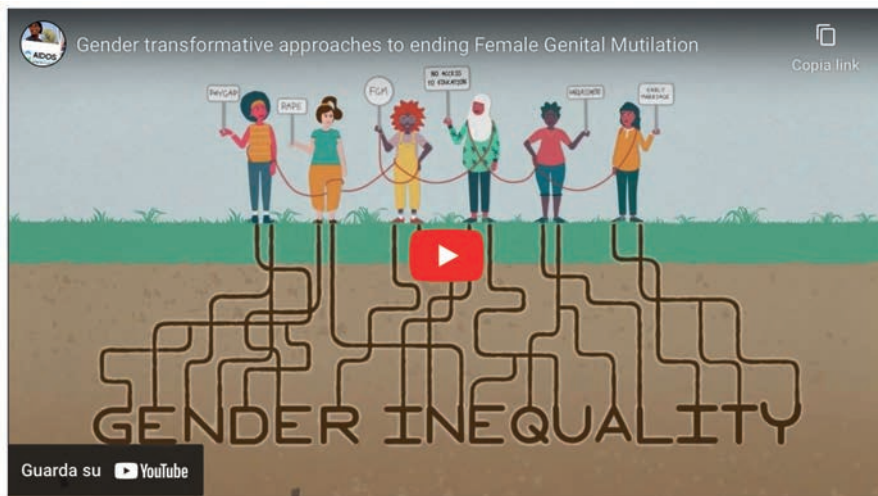 AIDOS
Gender transformative approaches to ending Female Genital Mutilation
Copia link
PAYGAP
RAPE
FGM
NO ACCESS
TO EDUCATION
EARLY
MARRIAGE
GENDER INEQUALITY
Guarda su YouTube